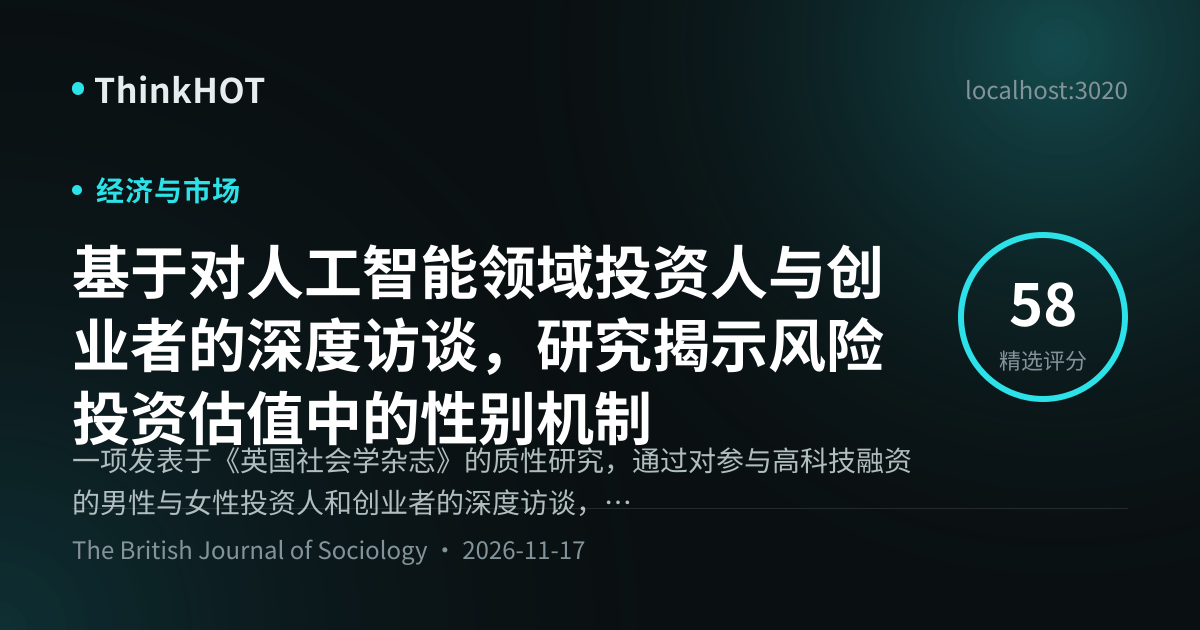 ThinkHOT
localhost:3020
经济与市场
基于对人工智能领域投资人与创
业者的深度访谈，研究揭示风险
投资估值中的性别机制
58
精选评分
一项发表于《英国社会学杂志》的质性研究，通过对参与高科技融资
的男性与女性投资人和创业者的深度访谈，…
The British Journal of Sociology · 2026-11-17